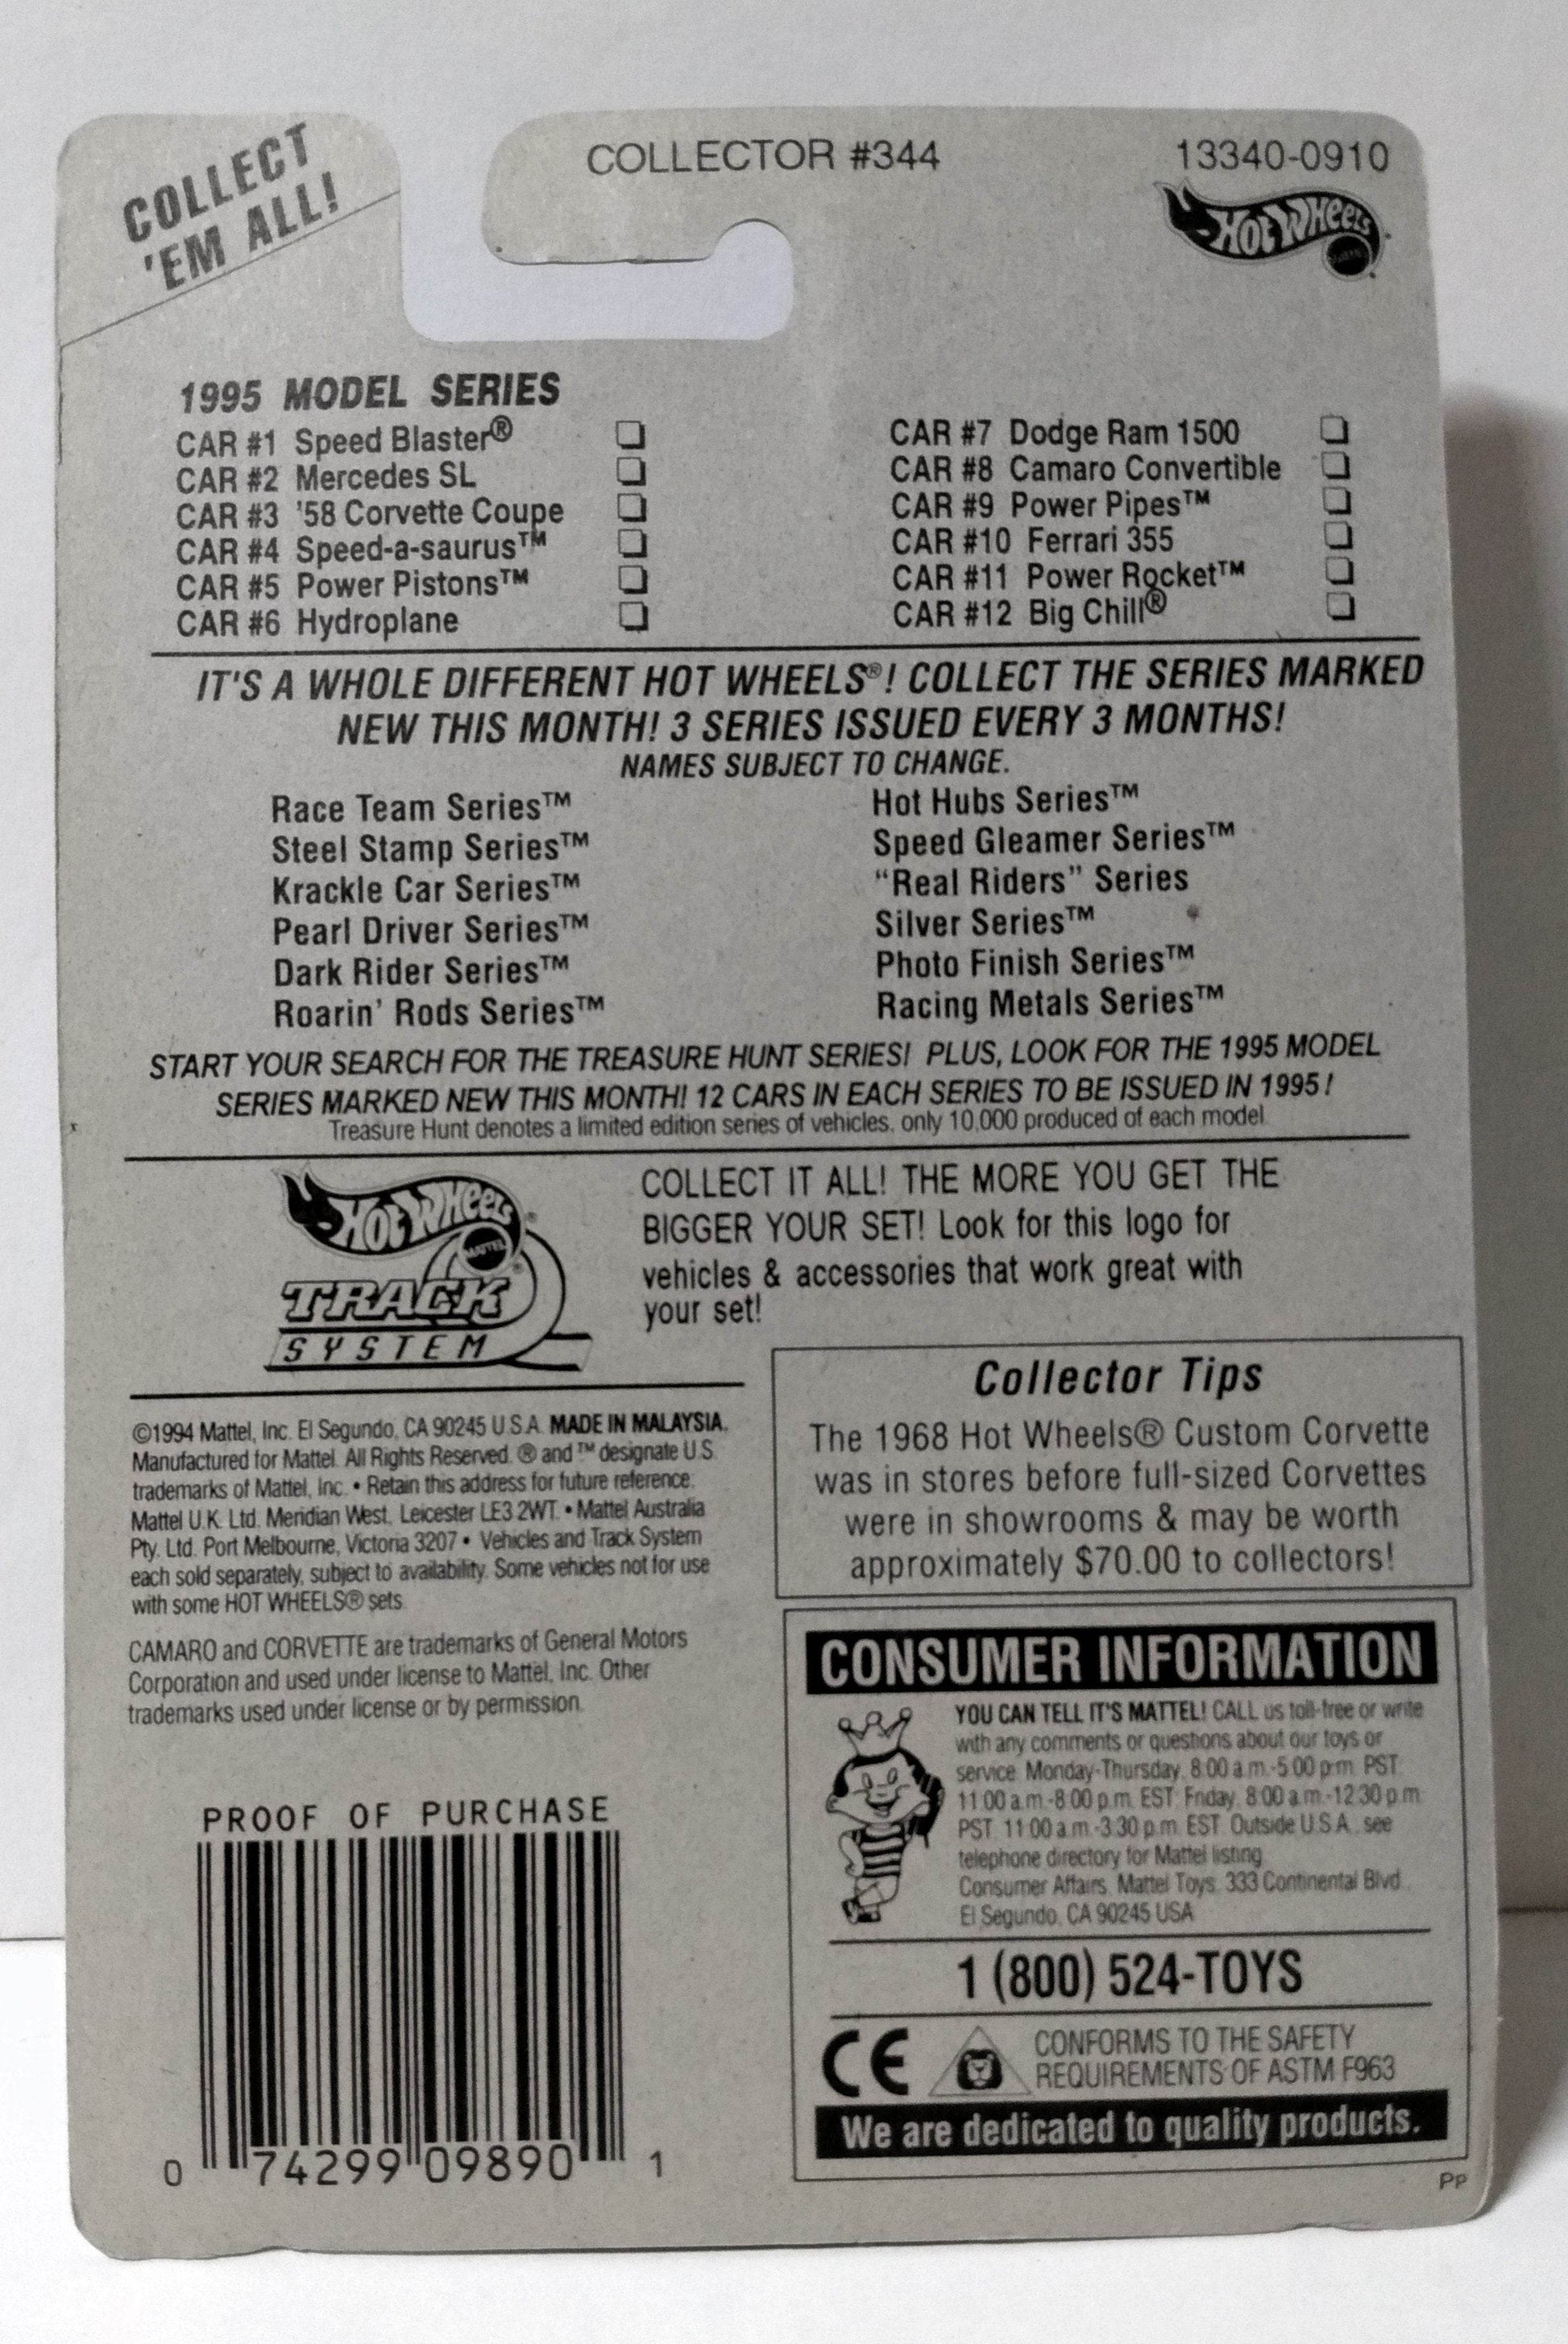 COLLECT
'EM ALL!
COLLECTOR #344
13340-0910
HOT WHEELS
1995 MODEL SERIES
CAR #1 Speed Blaster®
CAR #2 Mercedes SL
CAR #3 '58 Corvette Coupe
CAR #4 Speed-a-saurus™
CAR #5 Power Pistons™
CAR #6 Hydroplane
CAR #7 Dodge Ram 1500
CAR #8 Camaro Convertible
CAR #9 Power Pipes™
CAR #10 Ferrari 355
CAR #11 Power Rocket™
CAR #12 Big Chill®
IT'S A WHOLE DIFFERENT HOT WHEELS®! COLLECT THE SERIES MARKED
NEW THIS MONTH! 3 SERIES ISSUED EVERY 3 MONTHS!
NAMES SUBJECT TO CHANGE.
Race Team Series™
Steel Stamp Series™
Krackle Car Series™
Pearl Driver Series™
Dark Rider Series™
Roarin' Rods Series™
Hot Hubs Series™
Speed Gleamer Series™
"Real Riders" Series
Silver Series™
Photo Finish Series™
Racing Metals Series™
START YOUR SEARCH FOR THE TREASURE HUNT SERIES! PLUS, LOOK FOR THE 1995 MODEL
SERIES MARKED NEW THIS MONTH! 12 CARS IN EACH SERIES TO BE ISSUED IN 1995!
Treasure Hunt denotes a limited edition series of vehicles, only 10,000 produced of each model
HOT WHEELS
MATTEL
TRACK
SYSTEM
COLLECT IT ALL! THE MORE YOU GET THE
BIGGER YOUR SET! Look for this logo for
vehicles & accessories that work great with
your set!
©1994 Mattel, Inc. El Segundo, CA 90245 U.S.A. MADE IN MALAYSIA.
Manufactured for Mattel. All Rights Reserved. ® and ™ designate U.S.
trademarks of Mattel, Inc. • Retain this address for future reference:
Mattel U.K. Ltd. Meridian West, Leicester LE3 2WT. • Mattel Australia
Pty. Ltd. Port Melbourne, Victoria 3207 • Vehicles and Track System
each sold separately, subject to availability. Some vehicles not for use
with some HOT WHEELS® sets.
CAMARO and CORVETTE are trademarks of General Motors
Corporation and used under license to Mattel, Inc. Other
trademarks used under license or by permission.
Collector Tips
The 1968 Hot Wheels® Custom Corvette
was in stores before full-sized Corvettes
were in showrooms & may be worth
approximately $70.00 to collectors!
CONSUMER INFORMATION
YOU CAN TELL IT'S MATTEL! CALL us toll-free or write
with any comments or questions about our toys or
service. Monday-Thursday, 8:00 a.m.-5:00 p.m. PST.
11:00 a.m.-8:00 p.m. EST: Friday, 8:00 a.m.-12:30 p.m.
PST. 11:00 a.m.-3:30 p.m. EST. Outside U.S.A., see
telephone directory for Mattel listing.
Consumer Affairs, Mattel Toys, 333 Continental Blvd.,
El Segundo, CA 90245 USA
1 (800) 524-TOYS
CE
CONFORMS TO THE SAFETY
REQUIREMENTS OF ASTM F963
We are dedicated to quality products.
PROOF OF PURCHASE
0 74299 09890 1
PP